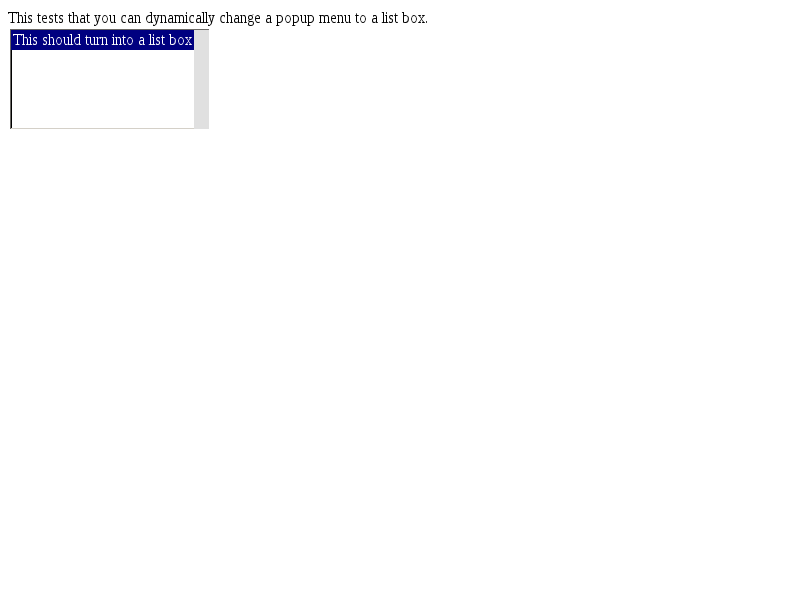 This tests that you can dynamically change a popup menu to a list box.
This should turn into a list box